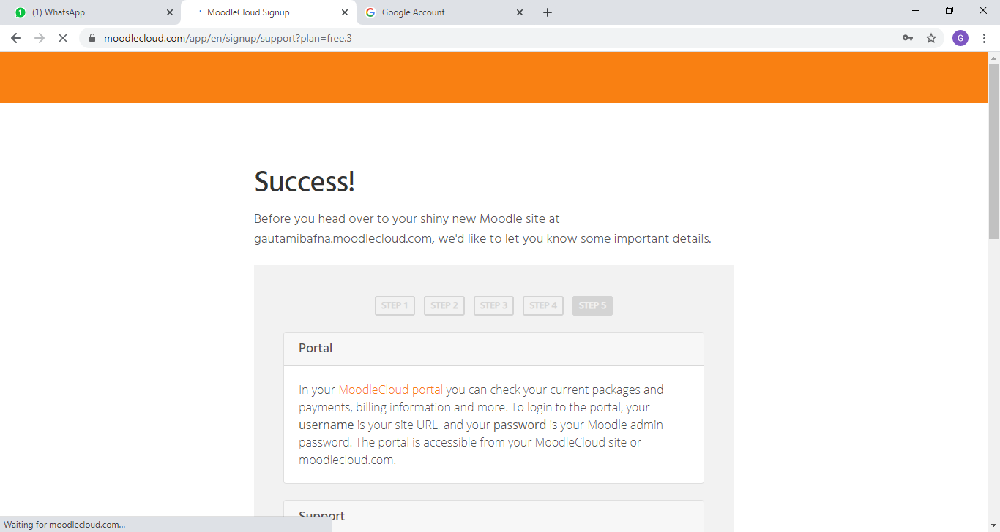 (1) WhatsApp
MoodleCloud Signup
Google Account
moodlecloud.com/app/en/signup/support?plan=free.3
G
Success!
Before you head over to your shiny new Moodle site at
gautamibafna.moodlecloud.com, we'd like to let you know some important details.
STEP 1 STEP 2 STEP 3 STEP 4 STEP 5
Portal
In your MoodleCloud portal you can check your current packages and
payments, billing information and more. To login to the portal, your
username is your site URL, and your password is your Moodle admin
password. The portal is accessible from your MoodleCloud site or
moodlecloud.com.
Support
Waiting for moodlecloud.com...